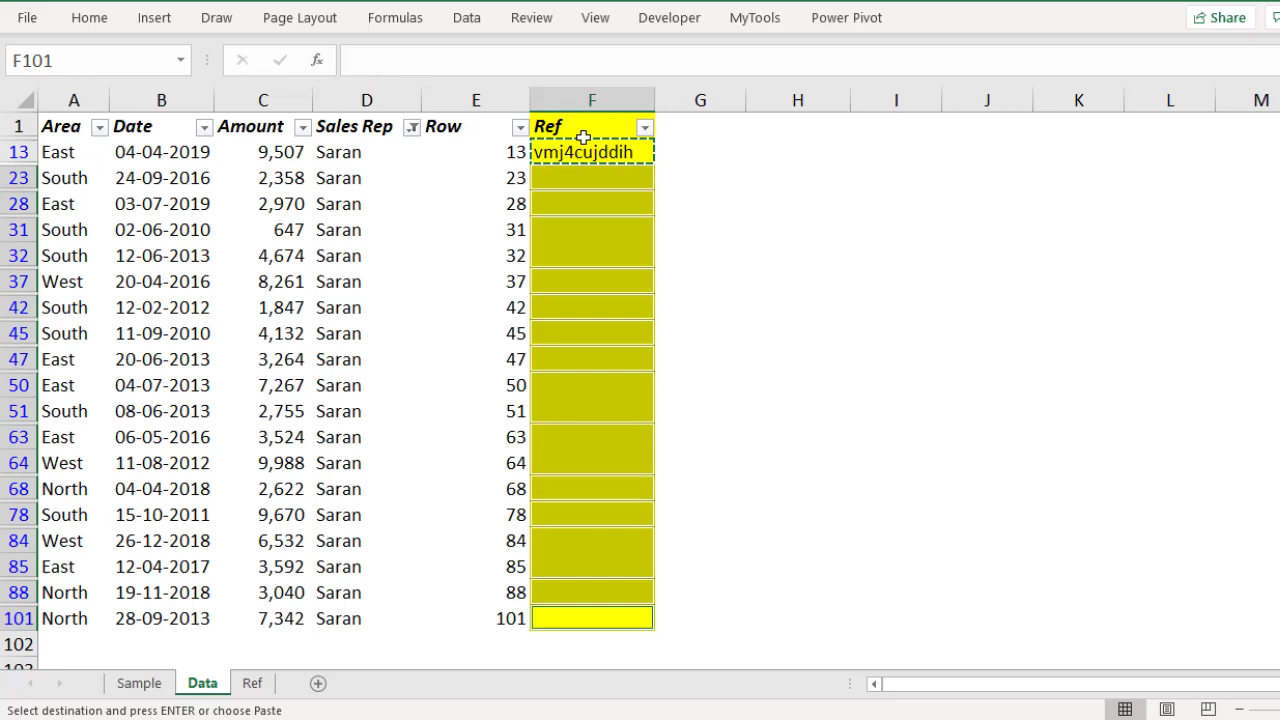 File Home Insert Draw Page Layout Formulas Data Review View Developer MyTools Power Pivot Share
F101 fx
A B C D E F G H I J K L M
1 Area Date Amount Sales Rep Row Ref
13 East 04-04-2019 9,507 Saran 13 vmj4cujddih
23 South 24-09-2016 2,358 Saran 23
28 East 03-07-2019 2,970 Saran 28
31 South 02-06-2010 647 Saran 31
32 South 12-06-2013 4,674 Saran 32
37 West 20-04-2016 8,261 Saran 37
42 South 12-02-2012 1,847 Saran 42
45 South 11-09-2010 4,132 Saran 45
47 East 20-06-2013 3,264 Saran 47
50 East 04-07-2013 7,267 Saran 50
51 South 08-06-2013 2,755 Saran 51
63 East 06-05-2016 3,524 Saran 63
64 West 11-08-2012 9,988 Saran 64
68 North 04-04-2018 2,622 Saran 68
78 South 15-10-2011 9,670 Saran 78
84 West 26-12-2018 6,532 Saran 84
85 East 12-04-2017 3,592 Saran 85
88 North 19-11-2018 3,040 Saran 88
101 North 28-09-2013 7,342 Saran 101
102
Sample Data Ref
Select destination and press ENTER or choose Paste